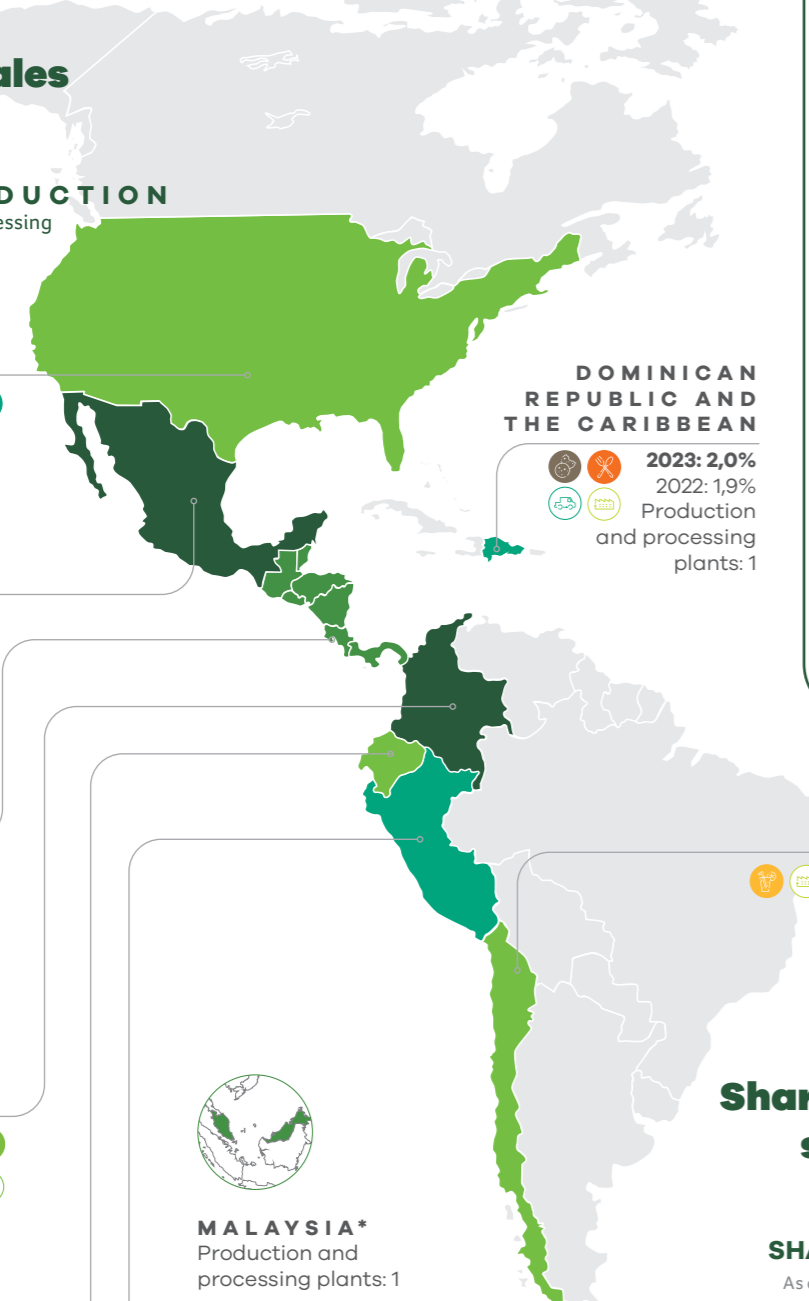 ales
DUCTION
essing
DOMINICAN
REPUBLIC AND
THE CARIBBEAN
2023: 2,0%
2022: 1,9%
Production
and processing
plants: 1
MALAYSIA*
Production and
processing plants: 1
Shar
s
SHA
As